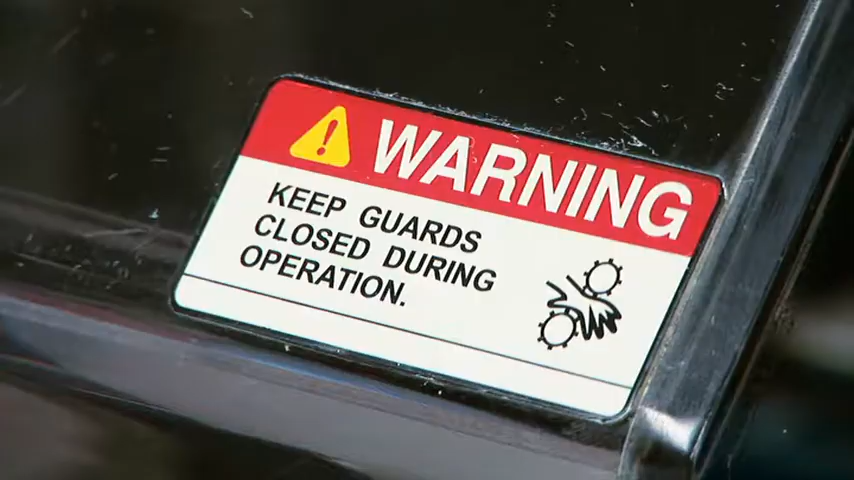 WARNING
KEEP GUARDS
CLOSED DURING
OPERATION.